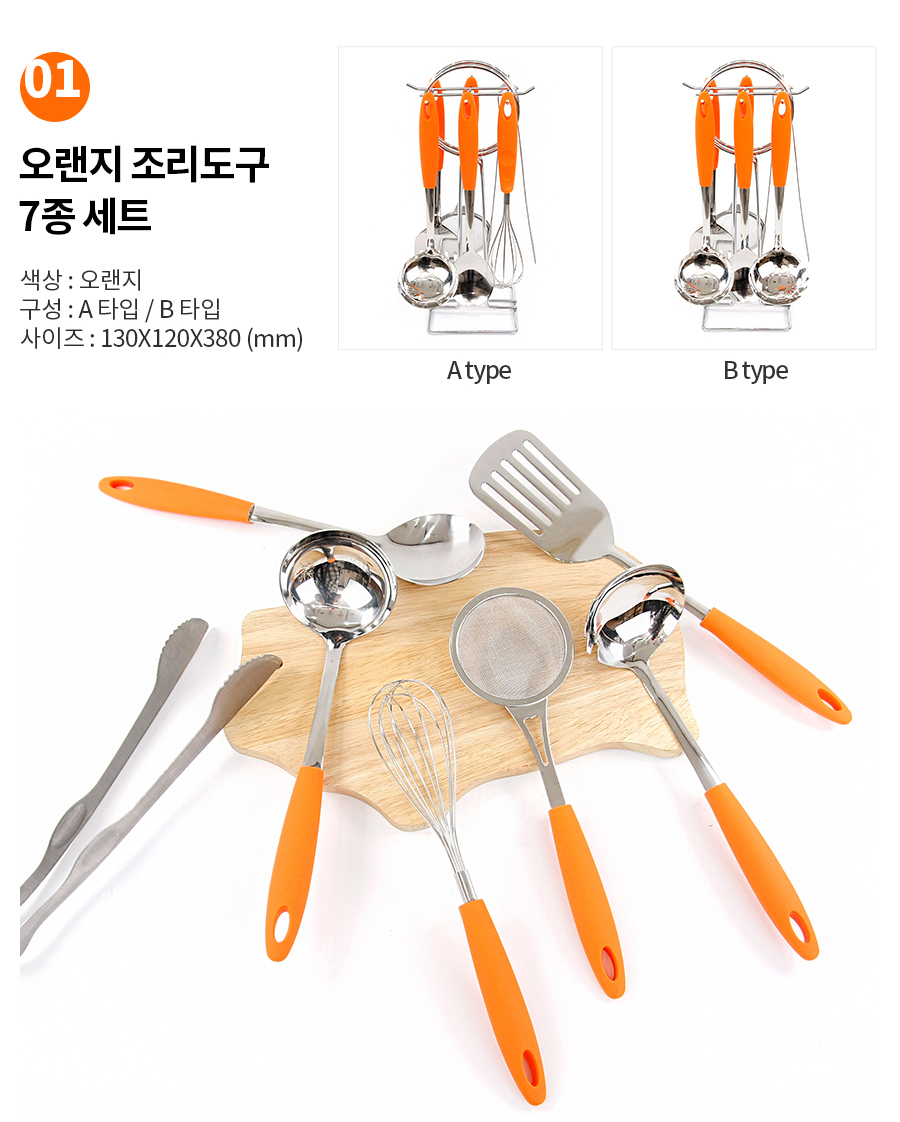 01
오랜지 조리도구
7종 세트
색상 : 오랜지
구성 : A 타입 / B 타입
사이즈 : 130X120X380 (mm)
A type
B type